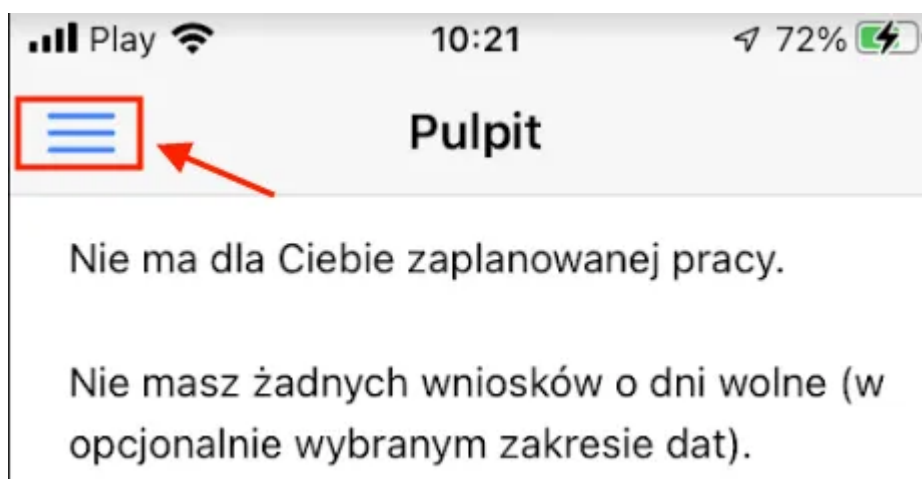 Play 10:21 72%
Pulpit
Nie ma dla Ciebie zaplanowanej pracy.
Nie masz żadnych wniosków o dni wolne (w
opcjonalnie wybranym zakresie dat).